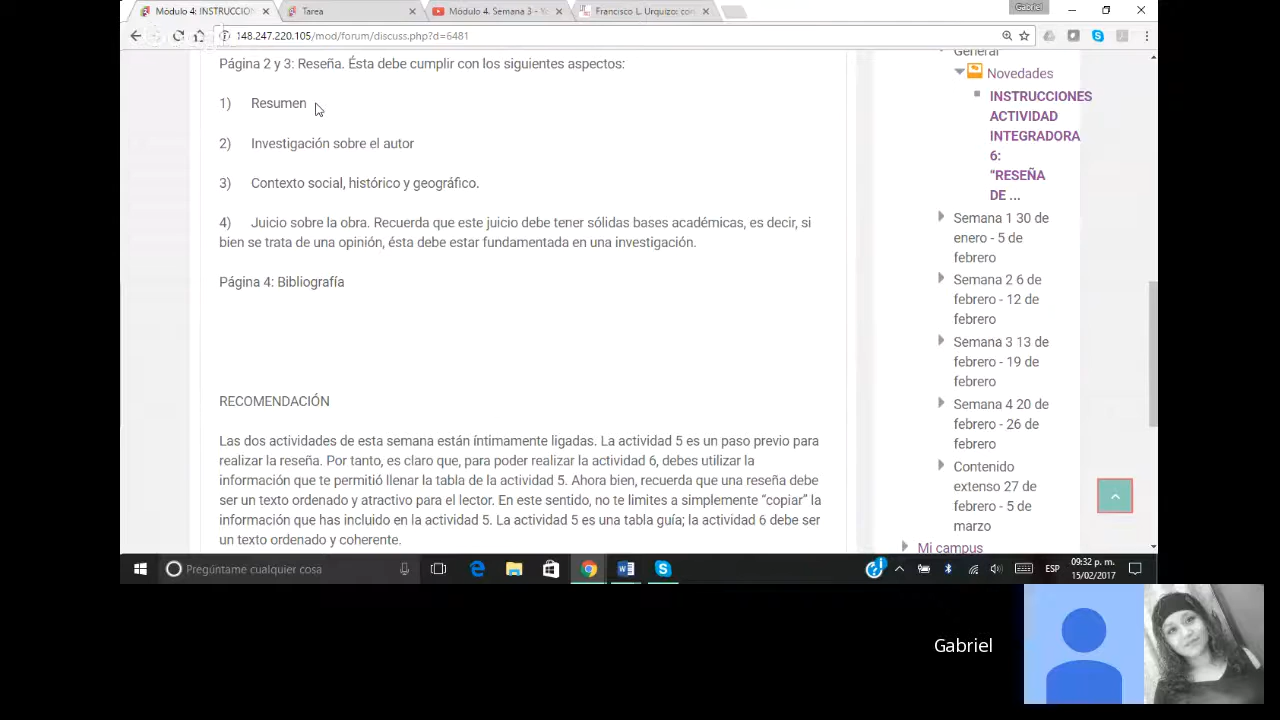 Módulo 4: INSTRUCCION
Tarea
Módulo 4. Semana 3 - Yo
Francisco L. Urquizo: con
Gabriel
148.247.220.105/mod/forum/discuss.php?d=6481
Página 2 y 3: Reseña. Ésta debe cumplir con los siguientes aspectos:
1) Resumen
2) Investigación sobre el autor
3) Contexto social, histórico y geográfico.
4) Juicio sobre la obra. Recuerda que este juicio debe tener sólidas bases académicas, es decir, si
bien se trata de una opinión, ésta debe estar fundamentada en una investigación.
Página 4: Bibliografía
RECOMENDACIÓN
Las dos actividades de esta semana están íntimamente ligadas. La actividad 5 es un paso previo para
realizar la reseña. Por tanto, es claro que, para poder realizar la actividad 6, debes utilizar la
información que te permitió llenar la tabla de la actividad 5. Ahora bien, recuerda que una reseña debe
ser un texto ordenado y atractivo para el lector. En este sentido, no te limites a simplemente “copiar” la
información que has incluido en la actividad 5. La actividad 5 es una tabla guía; la actividad 6 debe ser
un texto ordenado y coherente.
General
Novedades
INSTRUCCIONES
ACTIVIDAD
INTEGRADORA
6:
“RESEÑA
DE ...
Semana 1 30 de
enero - 5 de
febrero
Semana 2 6 de
febrero - 12 de
febrero
Semana 3 13 de
febrero - 19 de
febrero
Semana 4 20 de
febrero - 26 de
febrero
Contenido
extenso 27 de
febrero - 5 de
marzo
Mi campus
Pregúntame cualquier cosa
ESP
09:32 p. m.
15/02/2017
Gabriel